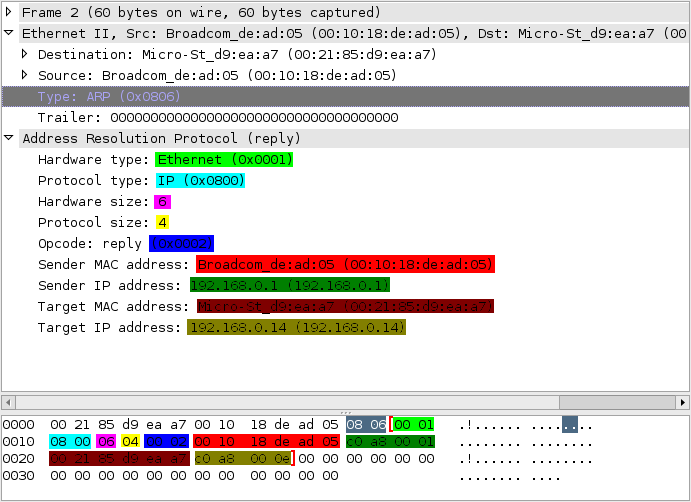 Frame 2 (60 bytes on wire, 60 bytes captured)
Ethernet II, Src: Broadcom_de:ad:05 (00:10:18:de:ad:05), Dst: Micro-St_d9:ea:a7 (00
Destination: Micro-St_d9:ea:a7 (00:21:85:d9:ea:a7)
Source: Broadcom_de:ad:05 (00:10:18:de:ad:05)
Type: ARP (0x0806)
Trailer: 000000000000000000000000000000000000
Address Resolution Protocol (reply)
Hardware type: Ethernet (0x0001)
Protocol type: IP (0x0800)
Hardware size: 6
Protocol size: 4
Opcode: reply (0x0002)
Sender MAC address: Broadcom_de:ad:05 (00:10:18:de:ad:05)
Sender IP address: 192.168.0.1 (192.168.0.1)
Target MAC address: Micro-St_d9:ea:a7 (00:21:85:d9:ea:a7)
Target IP address: 192.168.0.14 (192.168.0.14)
0000 00 21 85 d9 ea a7 00 10 18 de ad 05 08 06 00 01 .!...... ........
0010 08 00 06 04 00 02 00 10 18 de ad 05 c0 a8 00 01 ........ ........
0020 00 21 85 d9 ea a7 c0 a8 00 0e 00 00 00 00 00 00 .!...... ........
0030 00 00 00 00 00 00 00 00 00 00 00 00 ........ ....